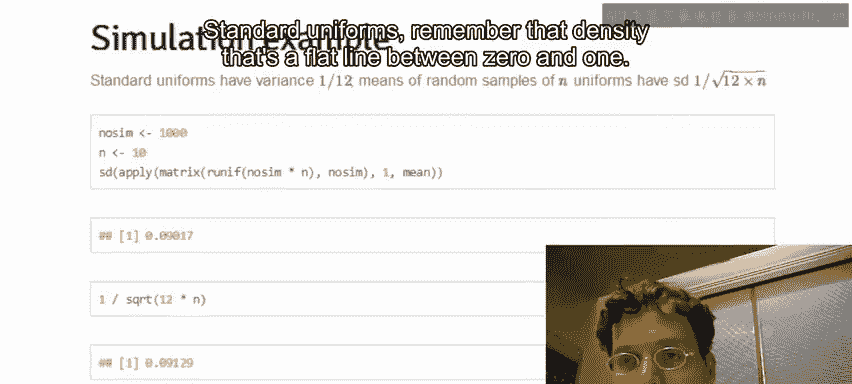 Simulation example
Standard uniforms, remember that density
that's a flat line between zero and one.
Standard uniforms have variance 1/12; means of random samples of n uniforms have sd 1/√12 × n
nosim <- 1000
n <- 10
sd(apply(matrix(runif(nosim * n), nosim), 1, mean))
## [1] 0.09017
1 / sqrt(12 * n)
## [1] 0.09129